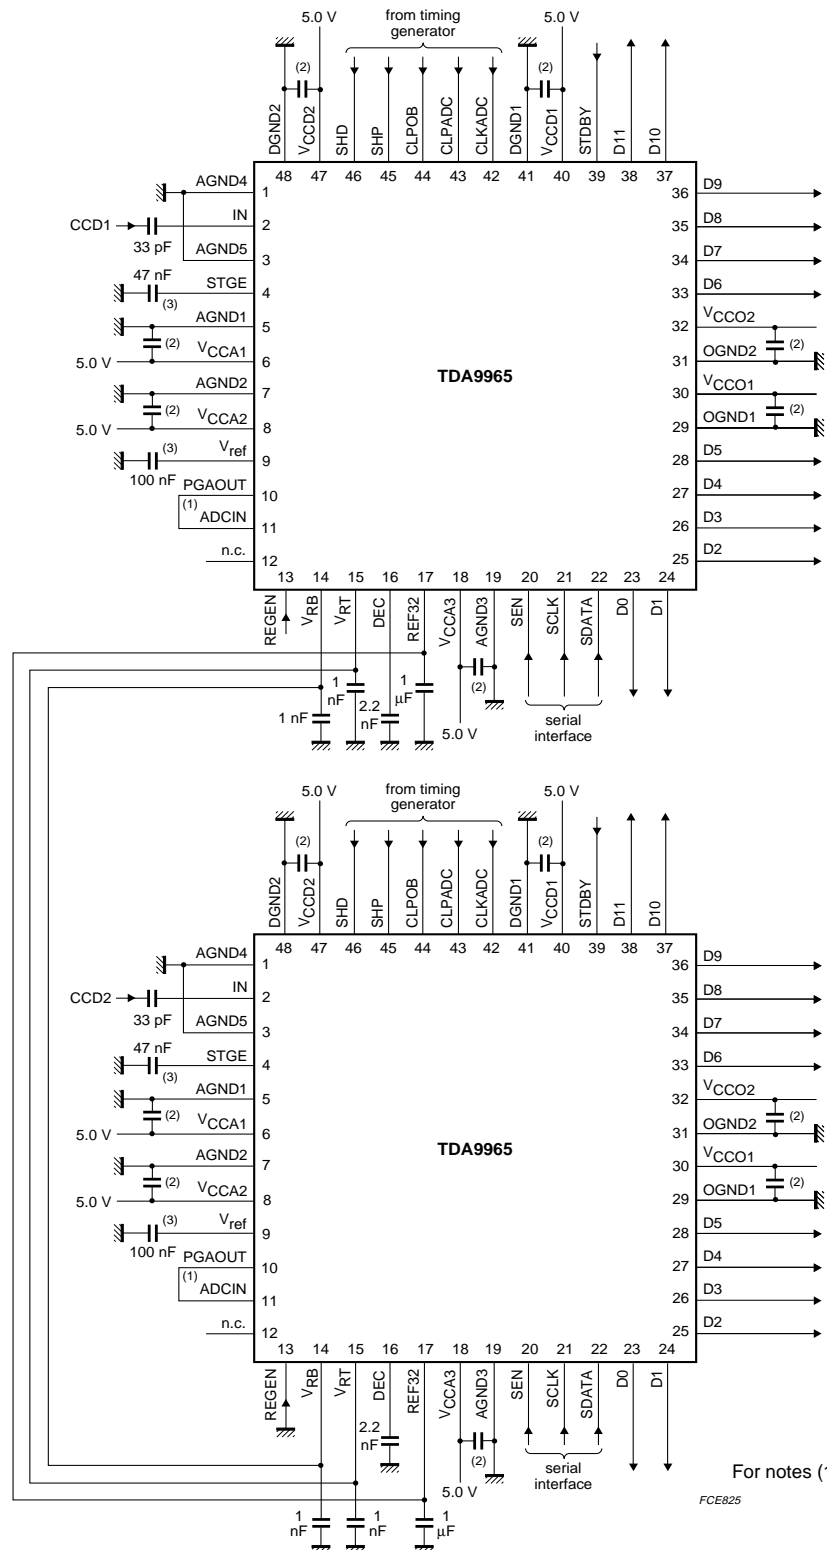 5.0 V
from timing
generator
5.0 V
(2)
(2)
DGND2
VCCD2
SHD
SHP
CLPOB
CLPADC
CLKADC
DGND1
VCCD1
STDBY
D11
D10
48 47 46 45 44 43 42 41 40 39 38 37
AGND4 1
CCD1 IN 2
33 pF
AGND5 3
47 nF STGE 4
(3)
AGND1 5
(2)
5.0 V VCCA1 6
AGND2 7
(2)
5.0 V VCCA2 8
(3) Vref 9
100 nF
PGAOUT 10
(1) ADCIN 11
n.c. 12
TDA9965
36 D9
35 D8
34 D7
33 D6
32 VCCO2
(2)
31 OGND2
30 VCCO1
(2)
29 OGND1
28 D5
27 D4
26 D3
25 D2
13 14 15 16 17 18 19 20 21 22 23 24
REGEN
VRB
VRT
DEC
REF32
VCCA3
AGND3
SEN
SCLK
SDATA
D0
D1
1 nF
1
nF
2.2
nF
1
µF
(2)
5.0 V
serial
interface
5.0 V
from timing
generator
5.0 V
(2)
(2)
DGND2
VCCD2
SHD
SHP
CLPOB
CLPADC
CLKADC
DGND1
VCCD1
STDBY
D11
D10
48 47 46 45 44 43 42 41 40 39 38 37
AGND4 1
CCD2 IN 2
33 pF
AGND5 3
47 nF STGE 4
(3)
AGND1 5
(2)
5.0 V VCCA1 6
AGND2 7
(2)
5.0 V VCCA2 8
(3) Vref 9
100 nF
PGAOUT 10
(1) ADCIN 11
n.c. 12
TDA9965
36 D9
35 D8
34 D7
33 D6
32 VCCO2
(2)
31 OGND2
30 VCCO1
(2)
29 OGND1
28 D5
27 D4
26 D3
25 D2
13 14 15 16 17 18 19 20 21 22 23 24
REGEN
VRB
VRT
DEC
REF32
VCCA3
AGND3
SEN
SCLK
SDATA
D0
D1
2.2
nF
(2)
5.0 V
serial
interface
1
nF
1
nF
1
µF
For notes (1
FCE825